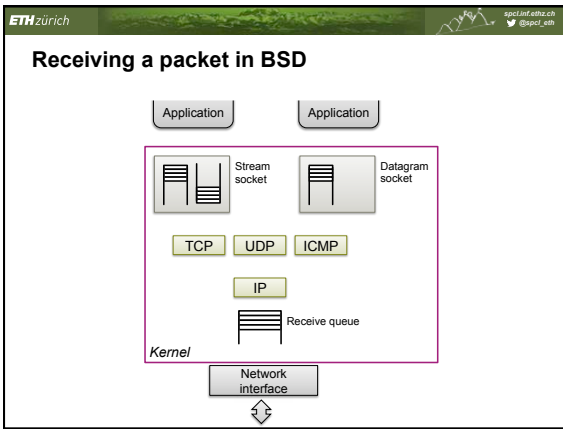 ETHzürich
spcl.inf.ethz.ch
@spcl_eth
Receiving a packet in BSD
Application
Application
Stream
socket
Datagram
socket
TCP
UDP
ICMP
IP
Receive queue
Kernel
Network
interface